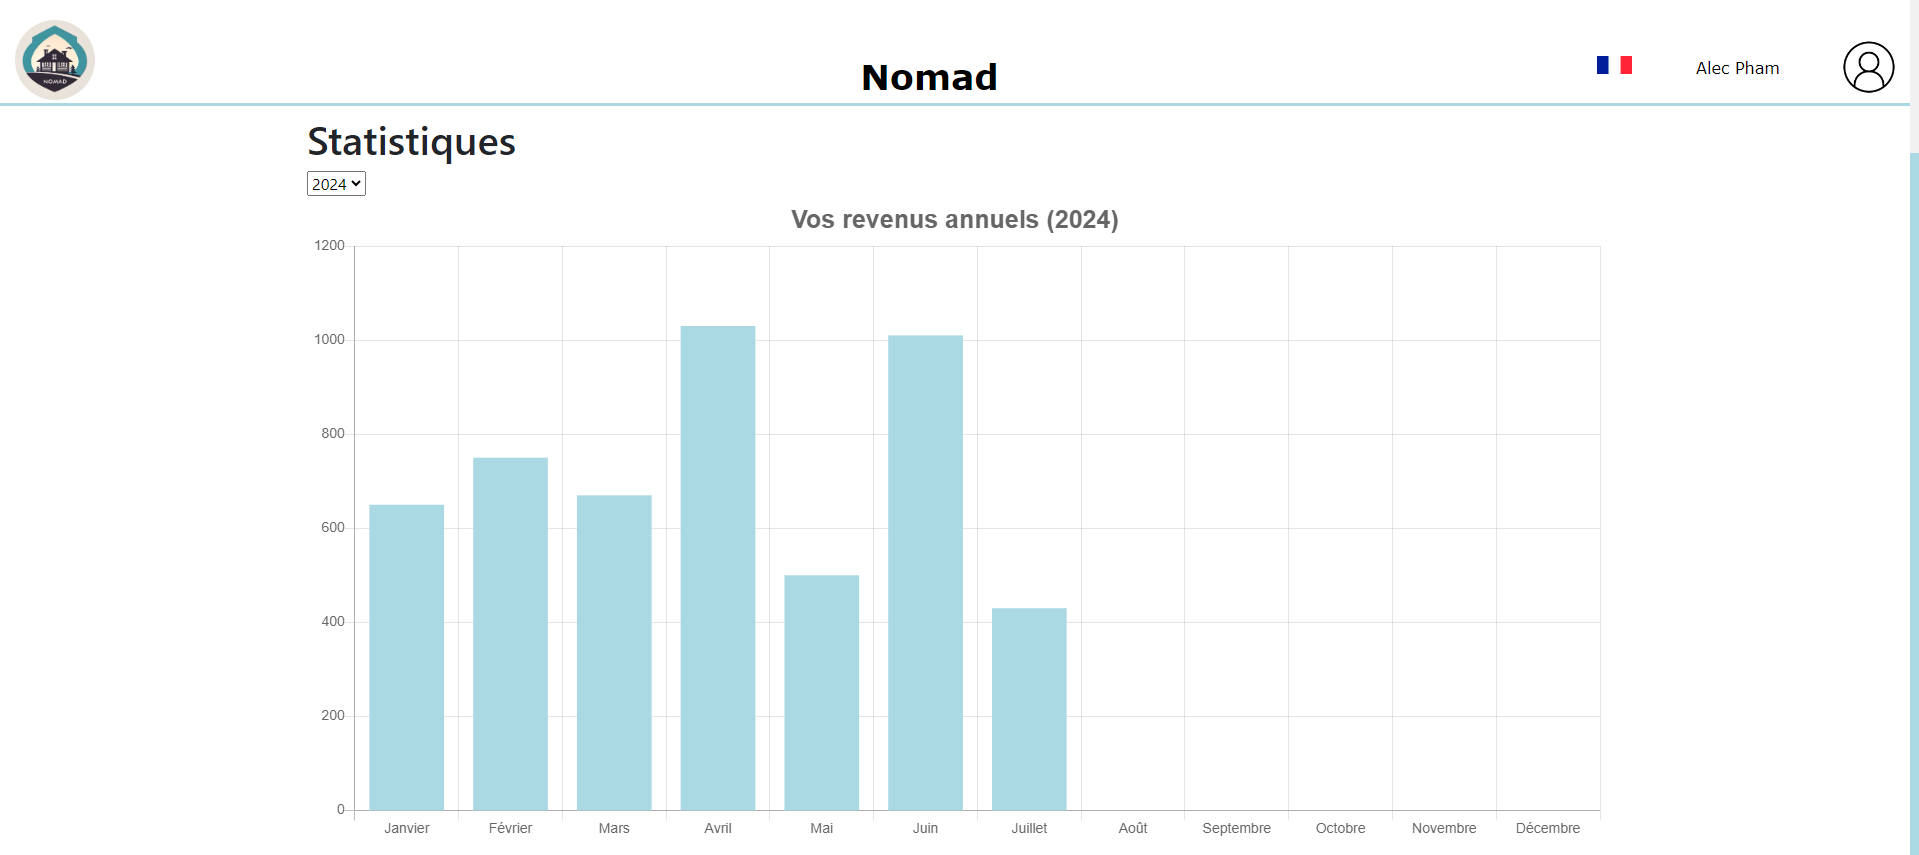 NOMAD
Nomad
Alec Pham
Statistiques
2024
Vos revenus annuels (2024)
1200
1000
800
600
400
200
0
Janvier Février Mars Avril Mai Juin Juillet Août Septembre Octobre Novembre Décembre